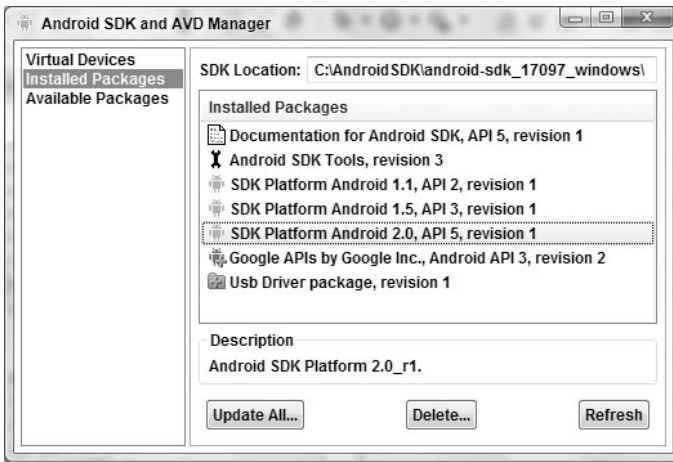 Android SDK and AVD Manager
Virtual Devices
Installed Packages
Available Packages
SDK Location: C:\AndroidSDK\android-sdk_17097_windows\
Installed Packages
Documentation for Android SDK, API 5, revision 1
Android SDK Tools, revision 3
SDK Platform Android 1.1, API 2, revision 1
SDK Platform Android 1.5, API 3, revision 1
SDK Platform Android 2.0, API 5, revision 1
Google APIs by Google Inc., Android API 3, revision 2
Usb Driver package, revision 1
Description
Android SDK Platform 2.0_r1.
Update All... Delete... Refresh